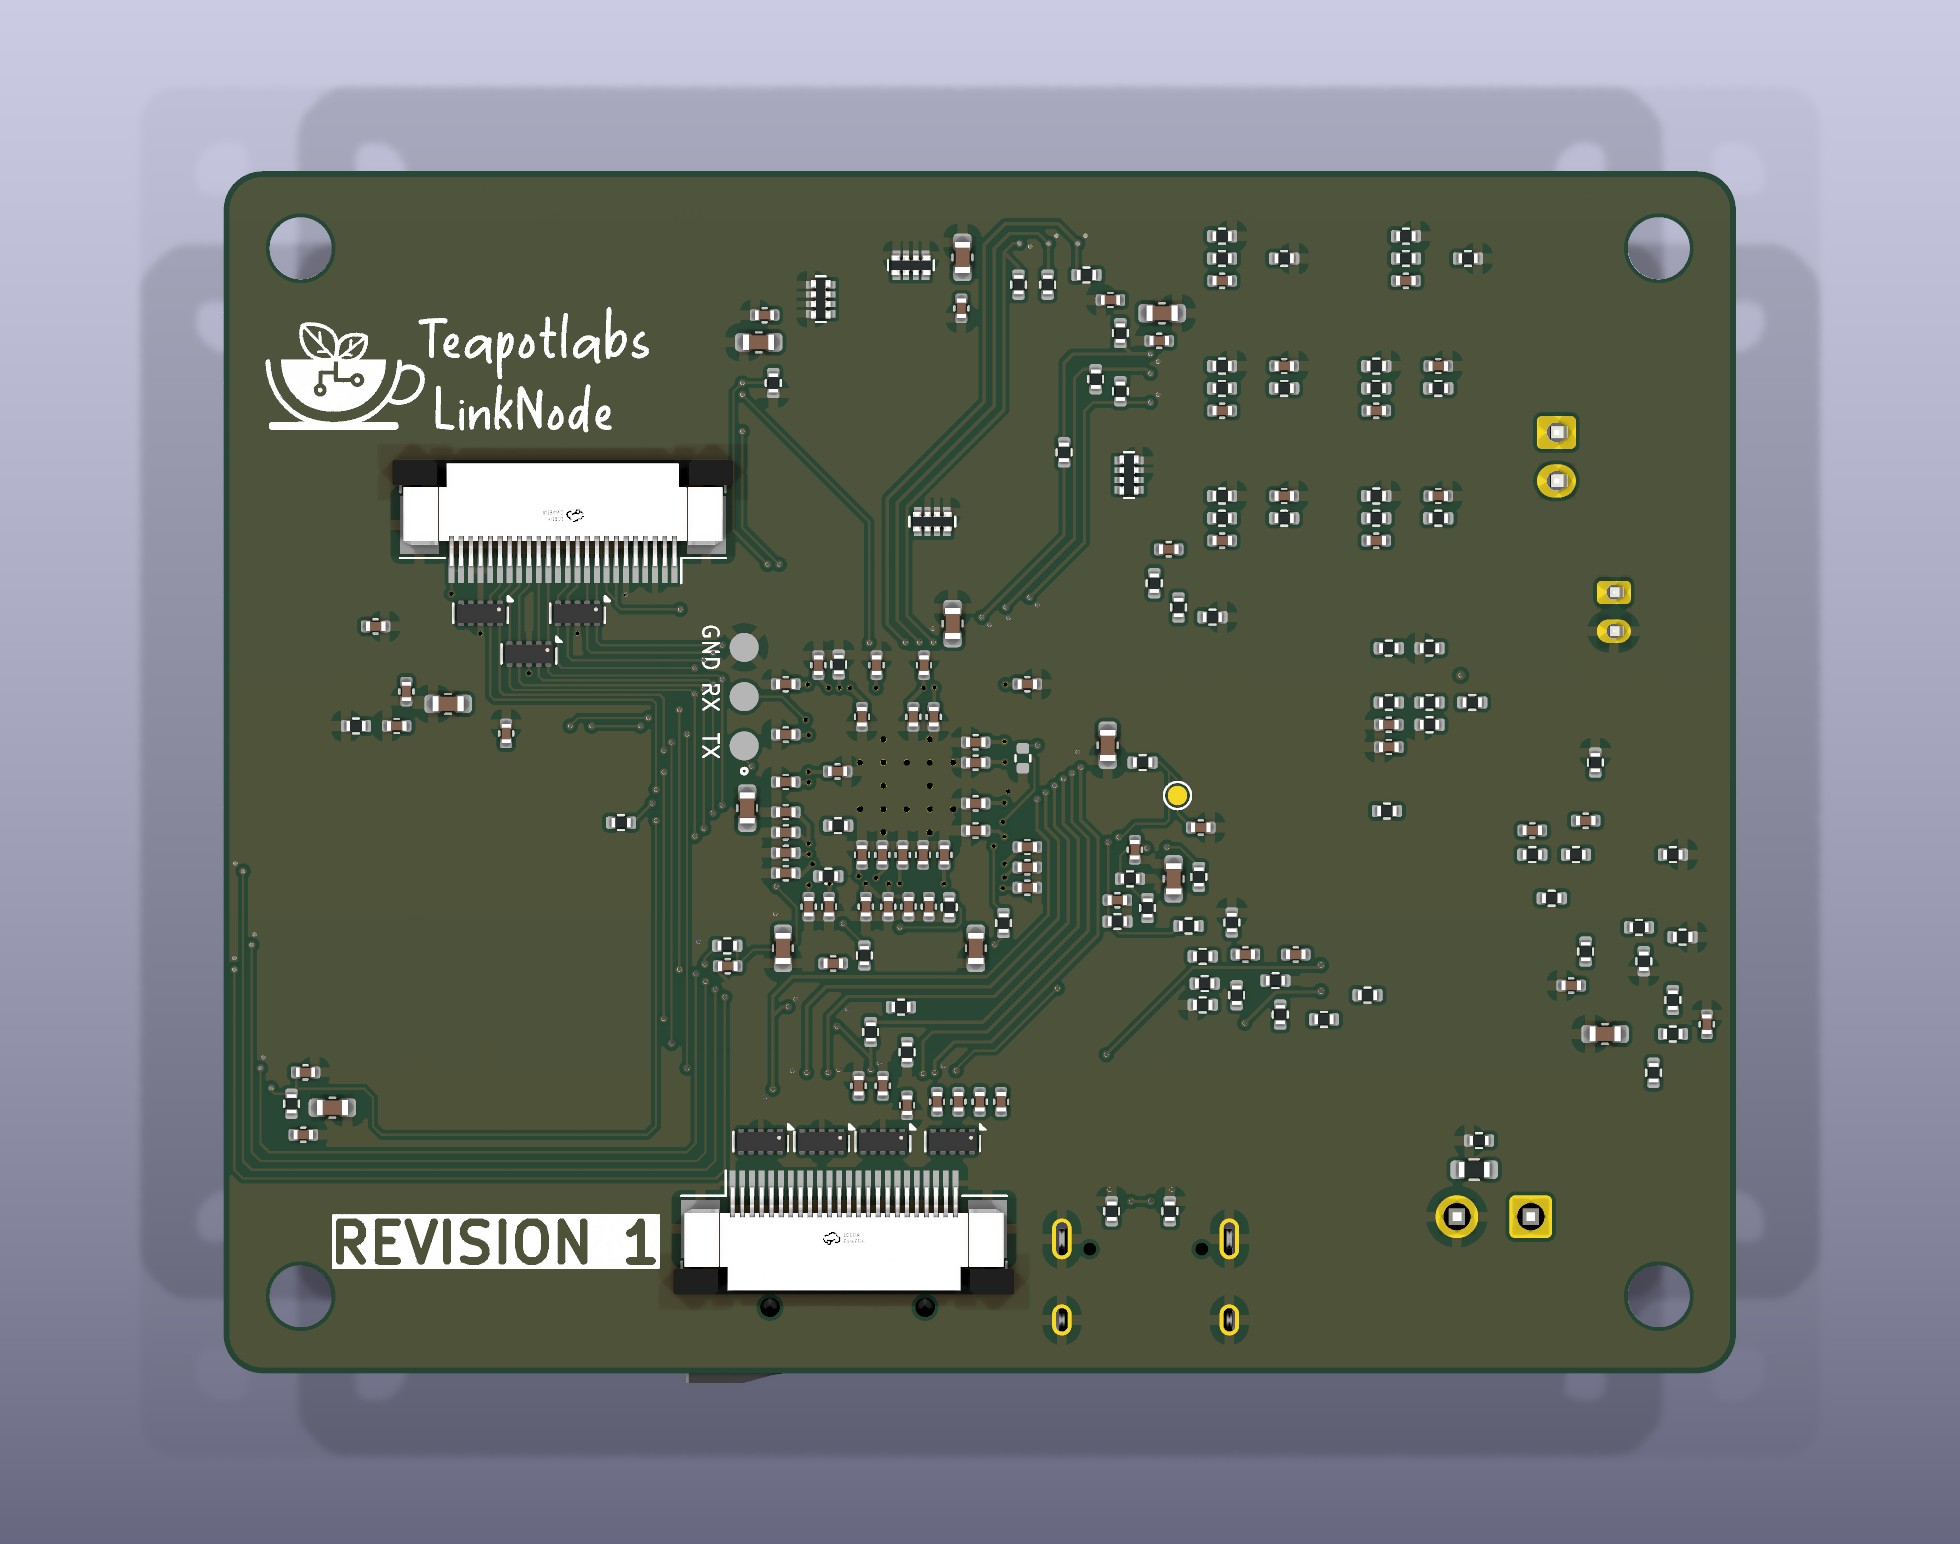 Teapotlabs
LinkNode
GND
RX
TX
REVISION 1